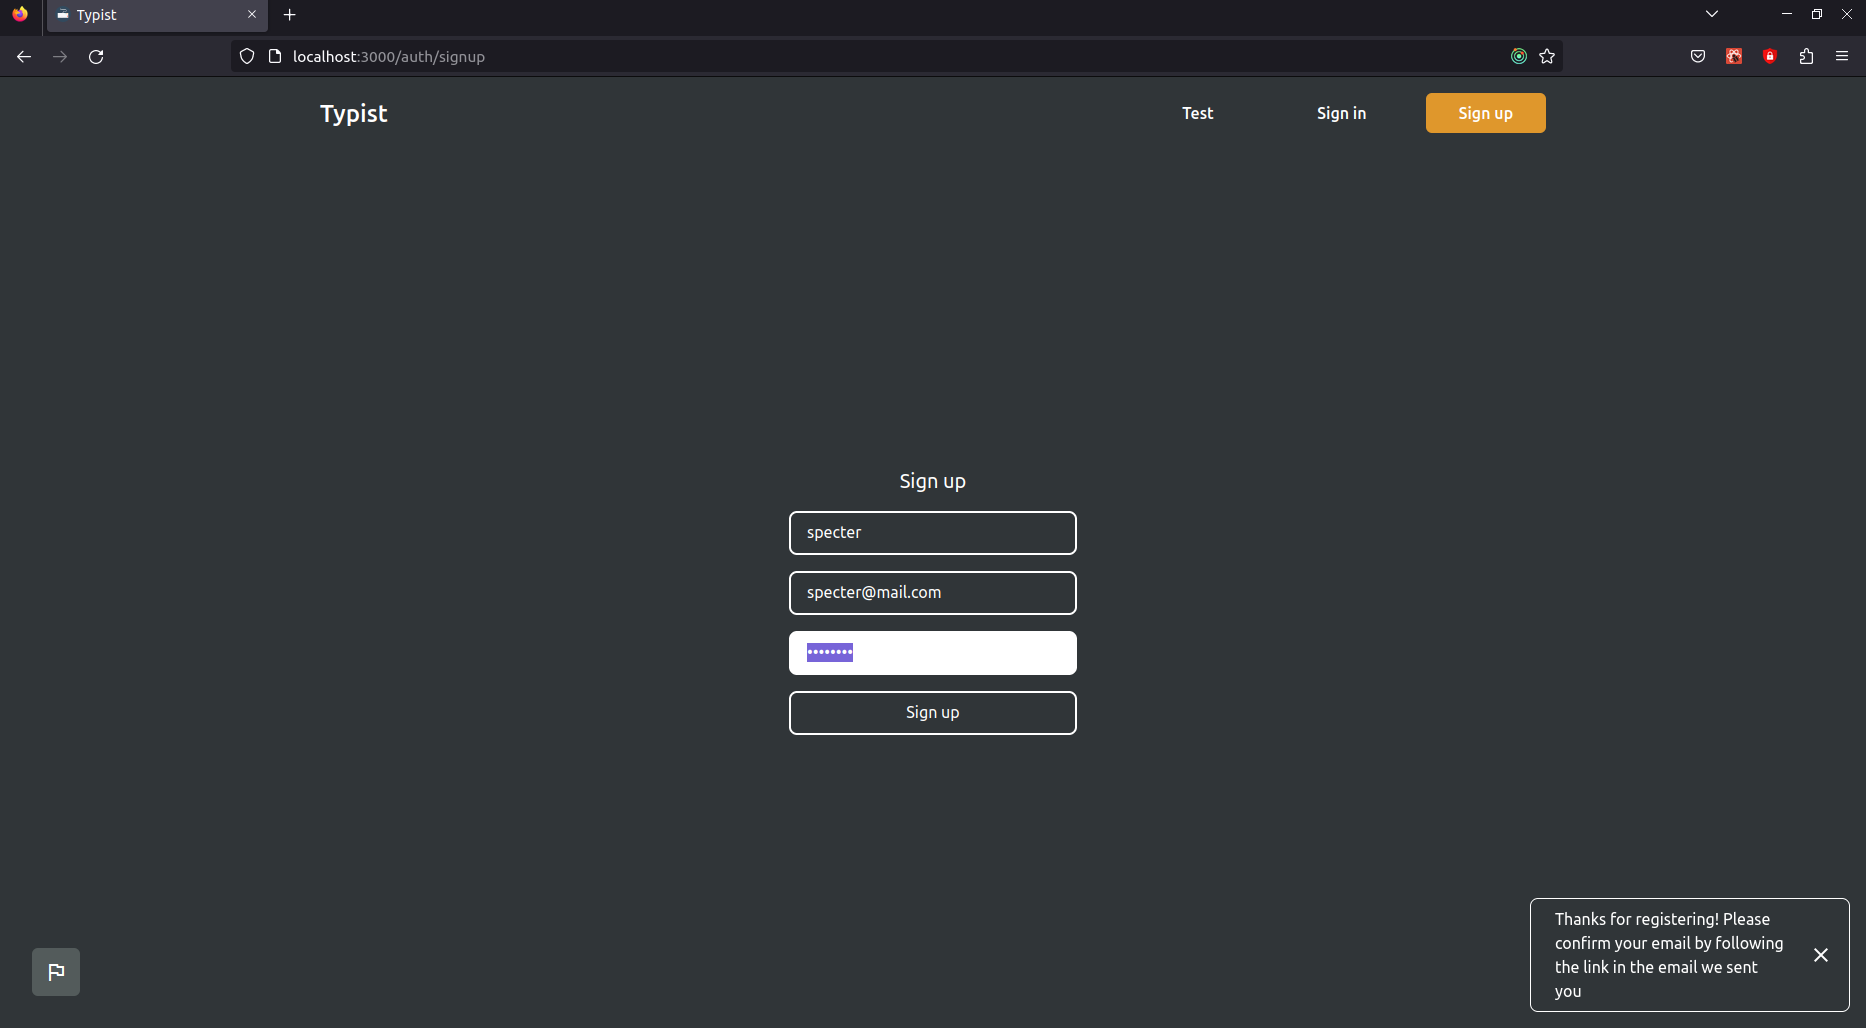 Typist
localhost:3000/auth/signup
Typist
Test
Sign in
Sign up
Sign up
specter
specter@mail.com
••••••••
Sign up
Thanks for registering! Please
confirm your email by following
the link in the email we sent
you